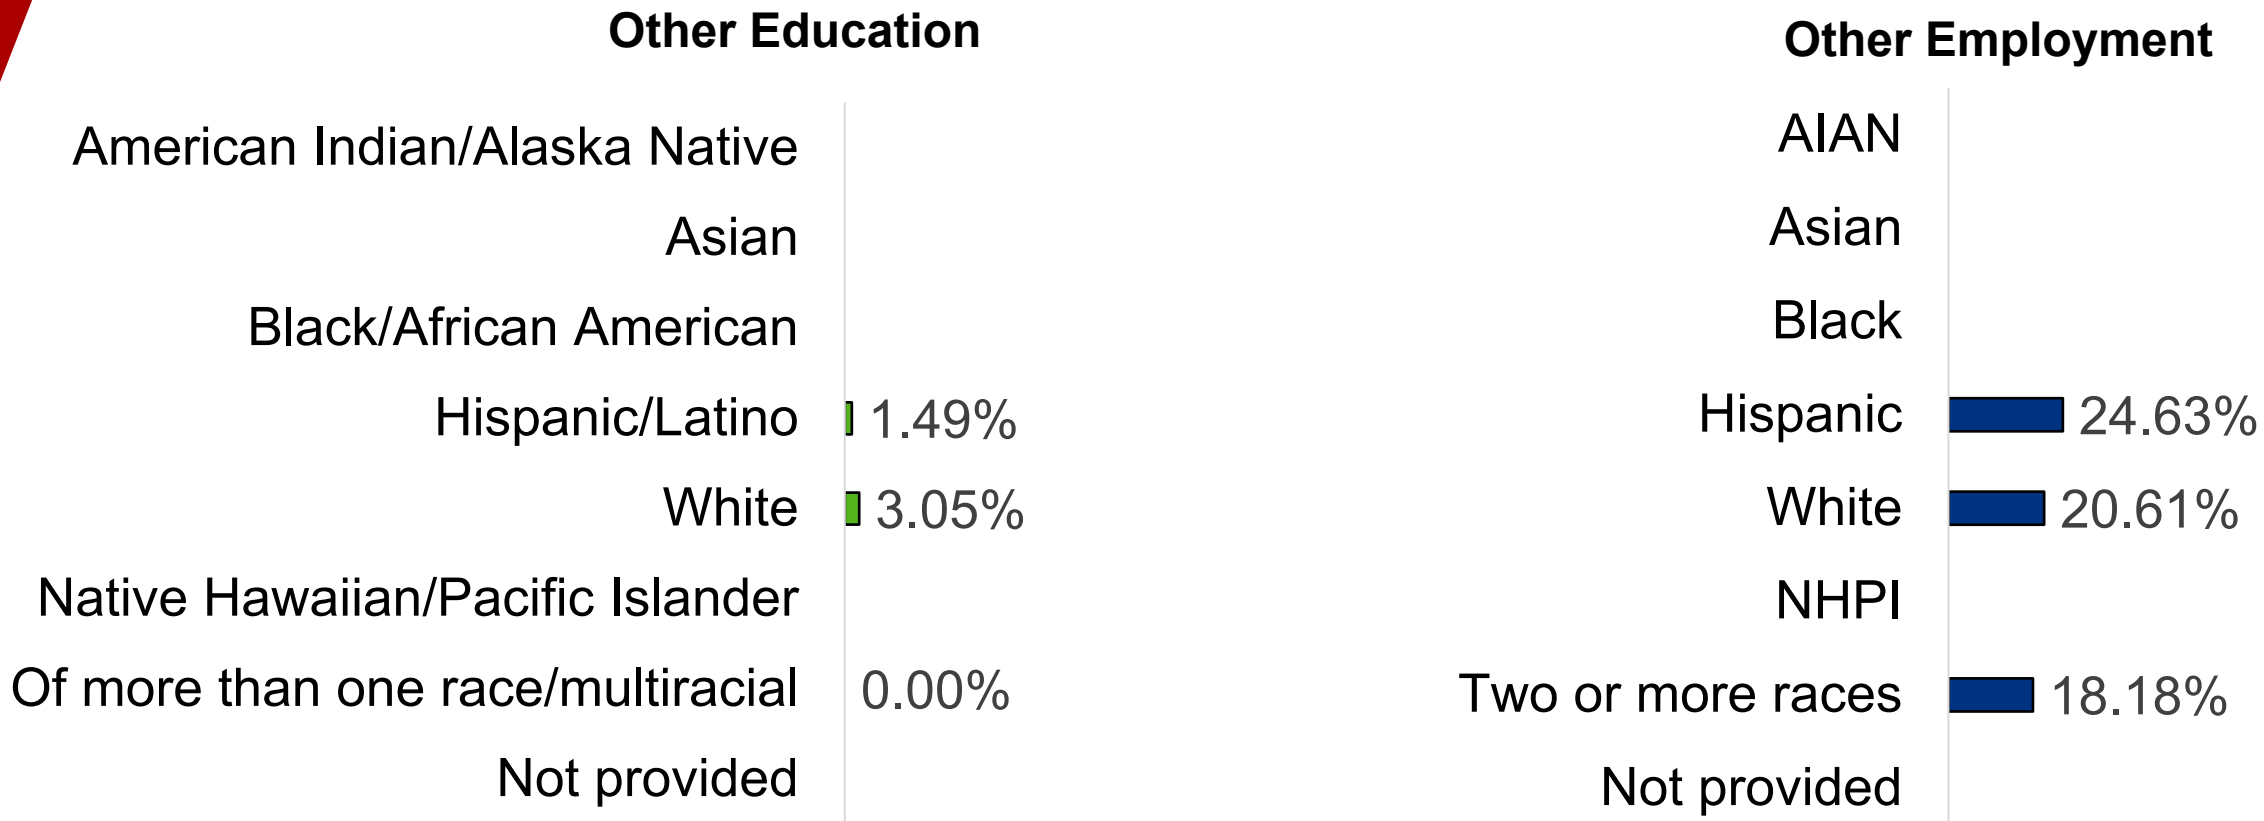 Other Education
American Indian/Alaska Native
Asian
Black/African American
Hispanic/Latino 1.49%
White 3.05%
Native Hawaiian/Pacific Islander
Of more than one race/multiracial 0.00%
Not provided
Other Employment
AIAN
Asian
Black
Hispanic 24.63%
White 20.61%
NHPI
Two or more races 18.18%
Not provided